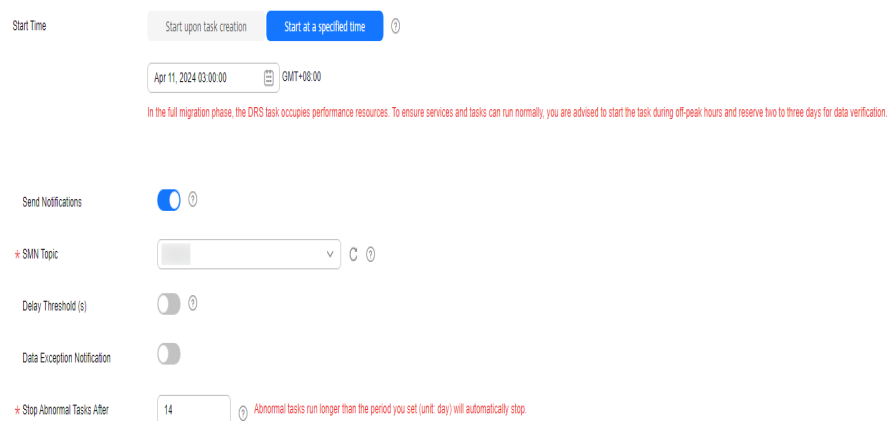 Start Time Start upon task creation Start at a specified time ?
Apr 11, 2024 03:00:00 GMT+08:00
In the full migration phase, the DRS task occupies performance resources. To ensure services and tasks can run normally, you are advised to start the task during off-peak hours and reserve two to three days for data verification.
Send Notifications ?
* SMN Topic ?
Delay Threshold (s) ?
Data Exception Notification
* Stop Abnormal Tasks After 14 ? Abnormal tasks run longer than the period you set (unit: day) will automatically stop.